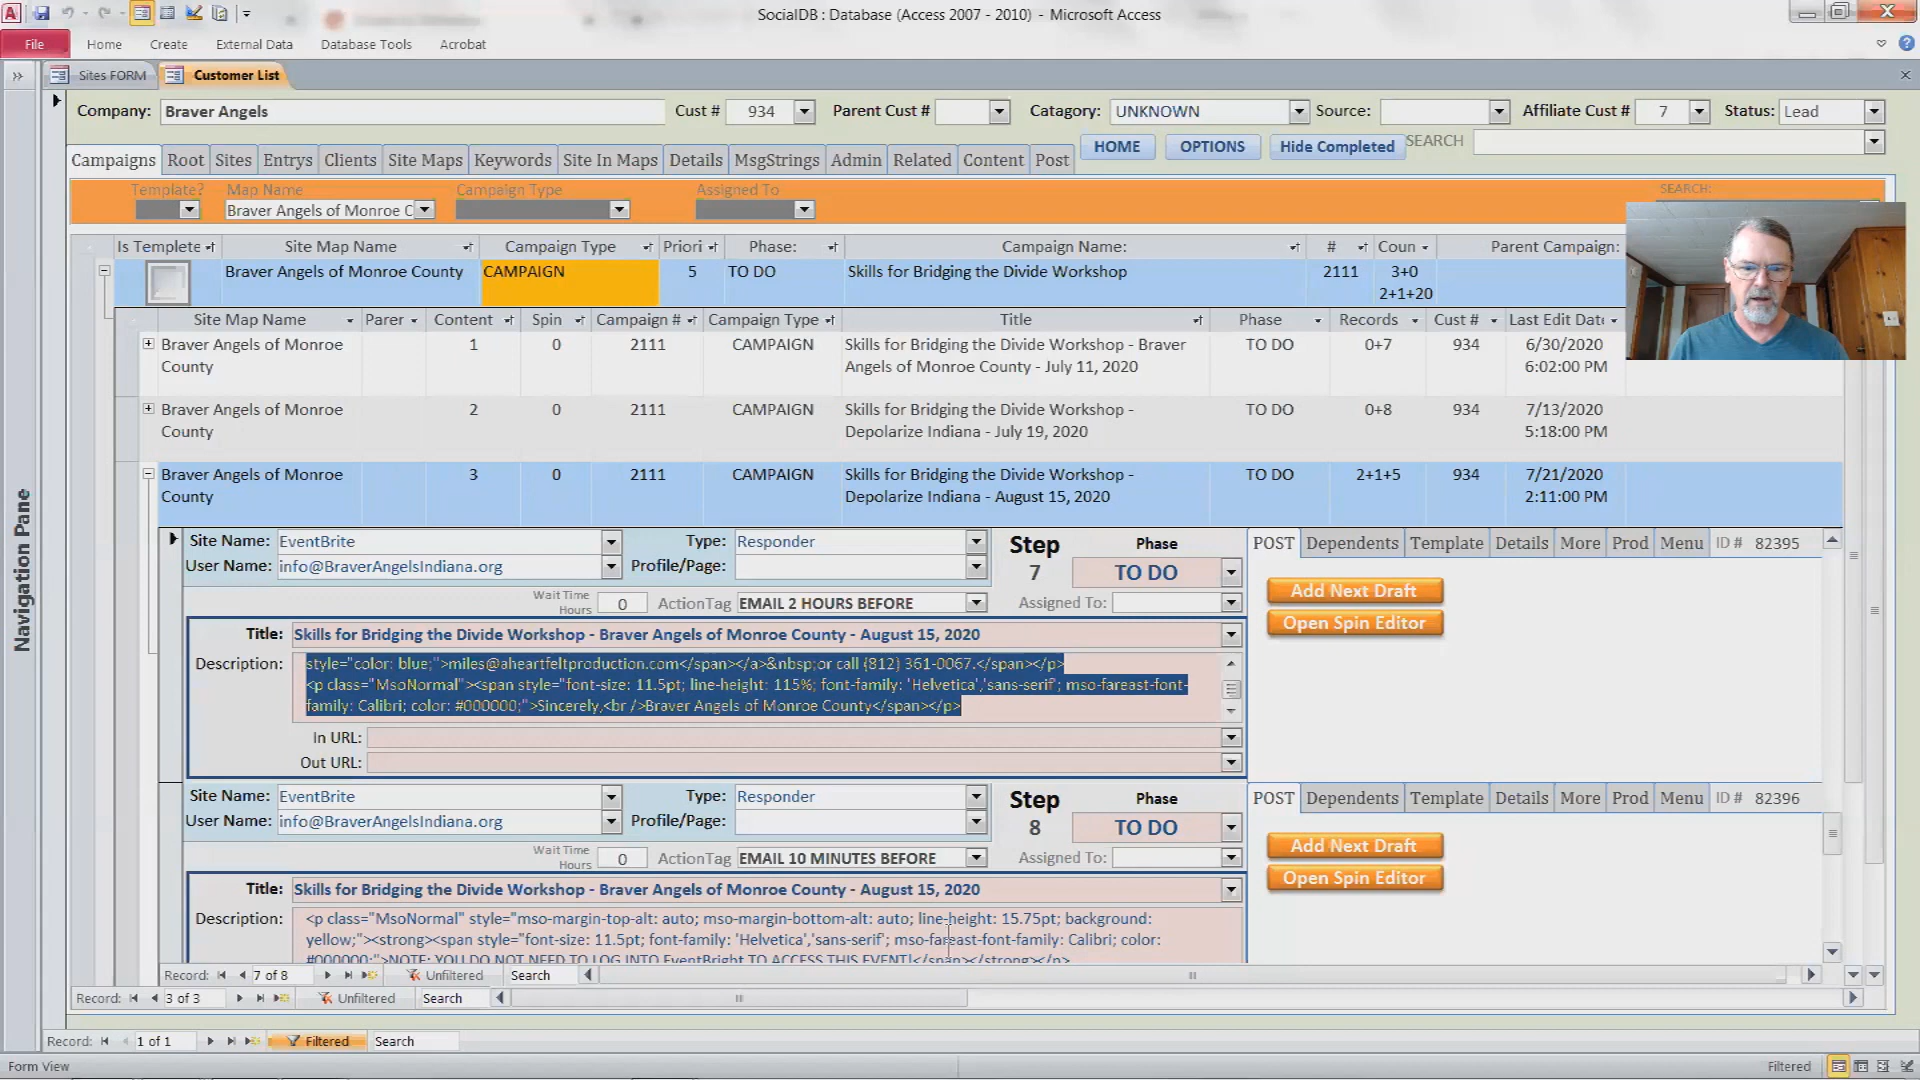 SocialDB : Database (Access 2007 - 2010) - Microsoft Access
File Home Create External Data Database Tools Acrobat
Sites FORM Customer List
Company: Braver Angels Cust # 934 Parent Cust # Catagory: UNKNOWN Source: Affiliate Cust # 7 Status: Lead
HOME OPTIONS Hide Completed SEARCH
Campaigns Root Sites Entrys Clients Site Maps Keywords Site In Maps Details MsgStrings Admin Related Content Post
Template? Map Name Campaign Type Assigned To SEARCH:
Braver Angels of Monroe C
Is Templete Site Map Name Campaign Type Priori Phase: Campaign Name: # Coun Parent Campaign:
Braver Angels of Monroe County CAMPAIGN 5 TO DO Skills for Bridging the Divide Workshop 2111 3+0
2+1+20
Site Map Name Parer Content Spin Campaign # Campaign Type Title Phase Records Cust # Last Edit Date
Braver Angels of Monroe 1 0 2111 CAMPAIGN Skills for Bridging the Divide Workshop - Braver TO DO 0+7 934 6/30/2020
County Angels of Monroe County - July 11, 2020 6:02:00 PM
Braver Angels of Monroe 2 0 2111 CAMPAIGN Skills for Bridging the Divide Workshop - TO DO 0+8 934 7/13/2020
County Depolarize Indiana - July 19, 2020 5:18:00 PM
Braver Angels of Monroe 3 0 2111 CAMPAIGN Skills for Bridging the Divide Workshop - TO DO 2+1+5 934 7/21/2020
County Depolarize Indiana - August 15, 2020 2:11:00 PM
Navigation Pane
Site Name: EventBrite Type: Responder Step Phase POST Dependents Template Details More Prod Menu ID # 82395
User Name: info@BraverAngelsIndiana.org Profile/Page: 7 TO DO
Add Next Draft
Wait Time
Hours 0 ActionTag EMAIL 2 HOURS BEFORE Assigned To:
Open Spin Editor
Title: Skills for Bridging the Divide Workshop - Braver Angels of Monroe County - August 15, 2020
Description: style="color: blue;">miles@aheartfeltproduction.com</span></a>&nbsp;or call (812) 361-0067.</span></p>
<p class="MsoNormal"><span style="font-size: 11.5pt; line-height: 115%; font-family: 'Helvetica','sans-serif'; mso-fareast-font-
family: Calibri; color: #000000;">Sincerely,<br />Braver Angels of Monroe County</span></p>
In URL:
Out URL:
Site Name: EventBrite Type: Responder Step Phase POST Dependents Template Details More Prod Menu ID # 82396
User Name: info@BraverAngelsIndiana.org Profile/Page: 8 TO DO
Add Next Draft
Wait Time
Hours 0 ActionTag EMAIL 10 MINUTES BEFORE Assigned To:
Open Spin Editor
Title: Skills for Bridging the Divide Workshop - Braver Angels of Monroe County - August 15, 2020
Description: <p class="MsoNormal" style="mso-margin-top-alt: auto; mso-margin-bottom-alt: auto; line-height: 15.75pt; background:
yellow;"><strong><span style="font-size: 11.5pt; font-family: 'Helvetica','sans-serif'; mso-fareast-font-family: Calibri; color:
#000000;">NOTE: YOU DO NOT NEED TO LOG INTO EventBright TO ACCESS THIS EVENT!</span></strong></p>
Record: 7 of 8 Unfiltered Search
Record: 3 of 3 Unfiltered Search
Record: 1 of 1 Filtered Search
Form View Filtered